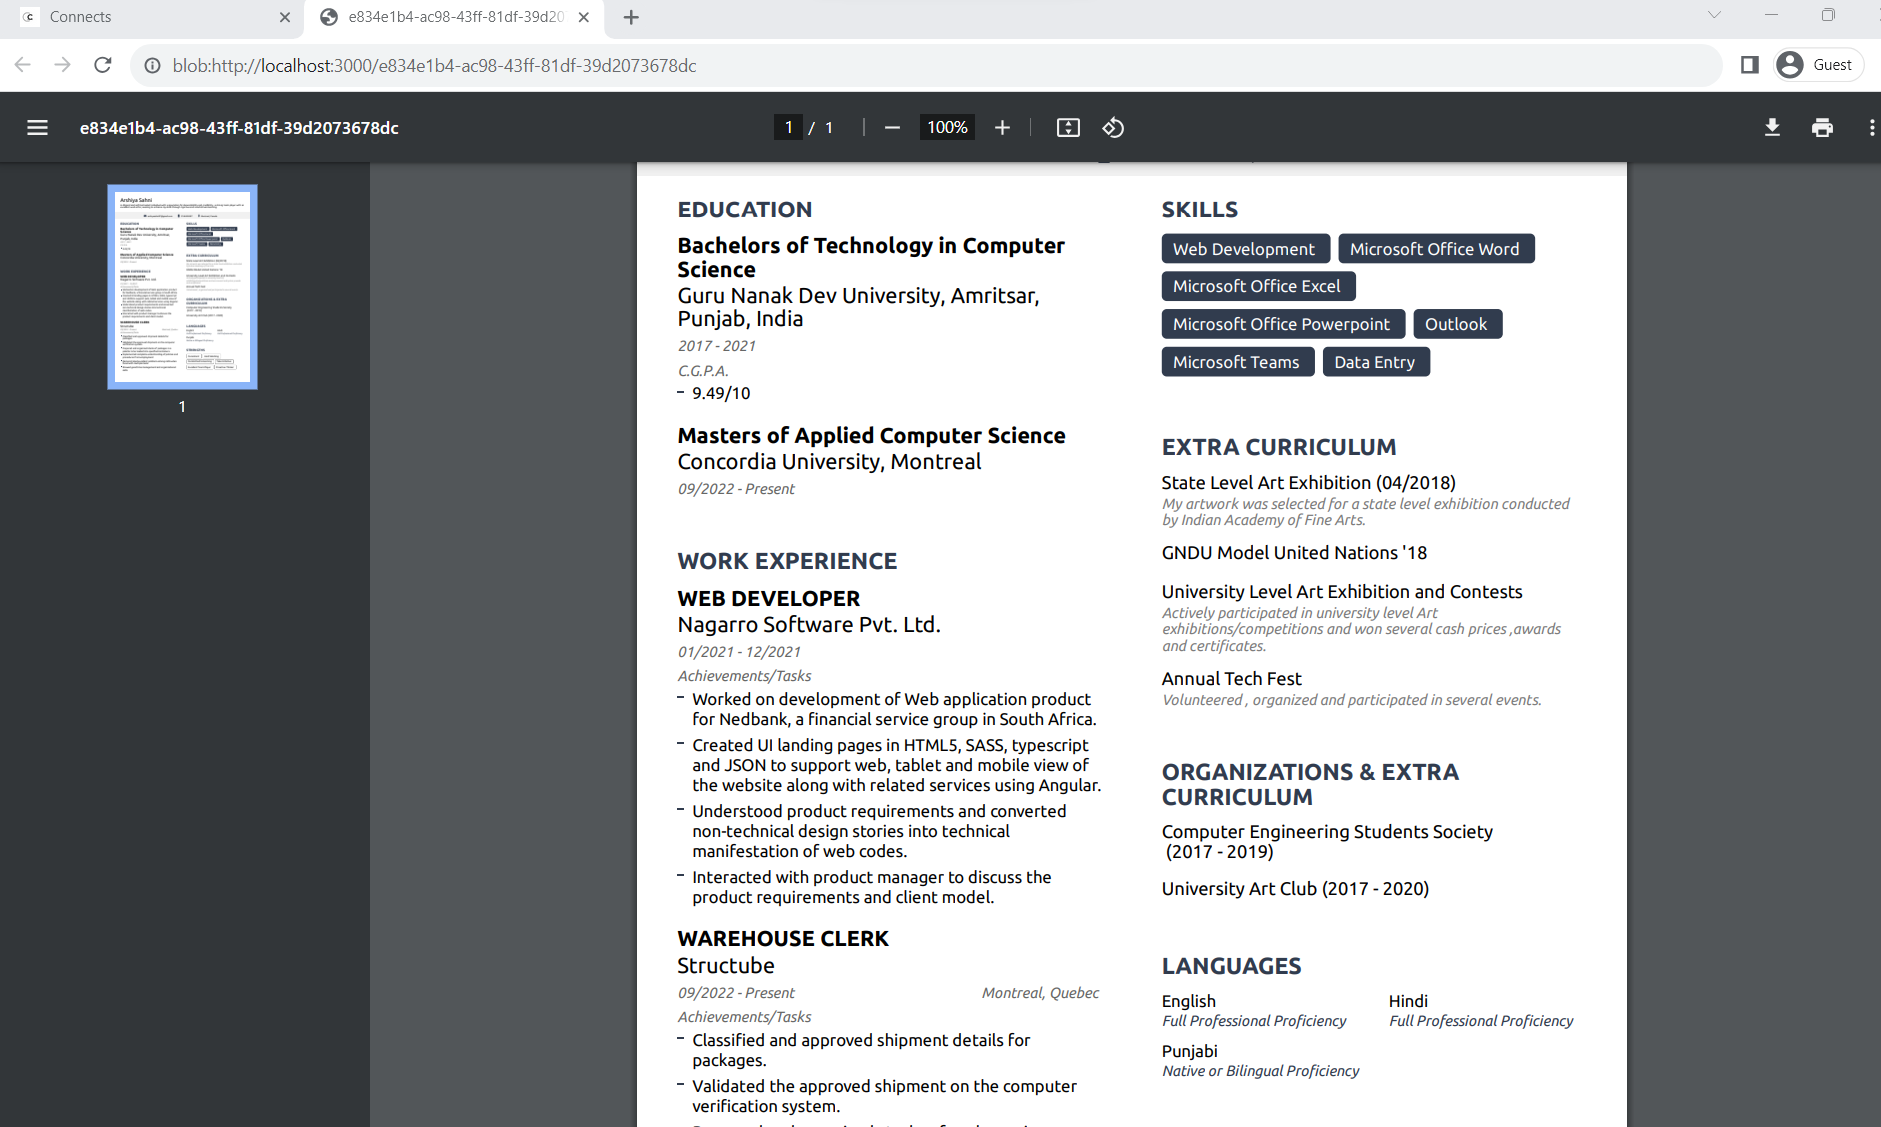 Connects
e834e1b4-ac98-43ff-81df-39d20
blob:http://localhost:3000/e834e1b4-ac98-43ff-81df-39d2073678dc
Guest
e834e1b4-ac98-43ff-81df-39d2073678dc
1 / 1
100%
Arshiya Sahni
1
EDUCATION
Bachelors of Technology in Computer
Science
Guru Nanak Dev University, Amritsar,
Punjab, India
2017 - 2021
C.G.P.A.
– 9.49/10
Masters of Applied Computer Science
Concordia University, Montreal
09/2022 - Present
WORK EXPERIENCE
WEB DEVELOPER
Nagarro Software Pvt. Ltd.
01/2021 - 12/2021
Achievements/Tasks
– Worked on development of Web application product
for Nedbank, a financial service group in South Africa.
– Created UI landing pages in HTML5, SASS, typescript
and JSON to support web, tablet and mobile view of
the website along with related services using Angular.
– Understood product requirements and converted
non-technical design stories into technical
manifestation of web codes.
– Interacted with product manager to discuss the
product requirements and client model.
WAREHOUSE CLERK
Structube
09/2022 - Present Montreal, Quebec
Achievements/Tasks
– Classified and approved shipment details for
packages.
– Validated the approved shipment on the computer
verification system.
SKILLS
Web Development Microsoft Office Word
Microsoft Office Excel
Microsoft Office Powerpoint Outlook
Microsoft Teams Data Entry
EXTRA CURRICULUM
State Level Art Exhibition (04/2018)
My artwork was selected for a state level exhibition conducted
by Indian Academy of Fine Arts.
GNDU Model United Nations '18
University Level Art Exhibition and Contests
Actively participated in university level Art
exhibitions/competitions and won several cash prices ,awards
and certificates.
Annual Tech Fest
Volunteered , organized and participated in several events.
ORGANIZATIONS & EXTRA
CURRICULUM
Computer Engineering Students Society
(2017 - 2019)
University Art Club (2017 - 2020)
LANGUAGES
English Hindi
Full Professional Proficiency Full Professional Proficiency
Punjabi
Native or Bilingual Proficiency